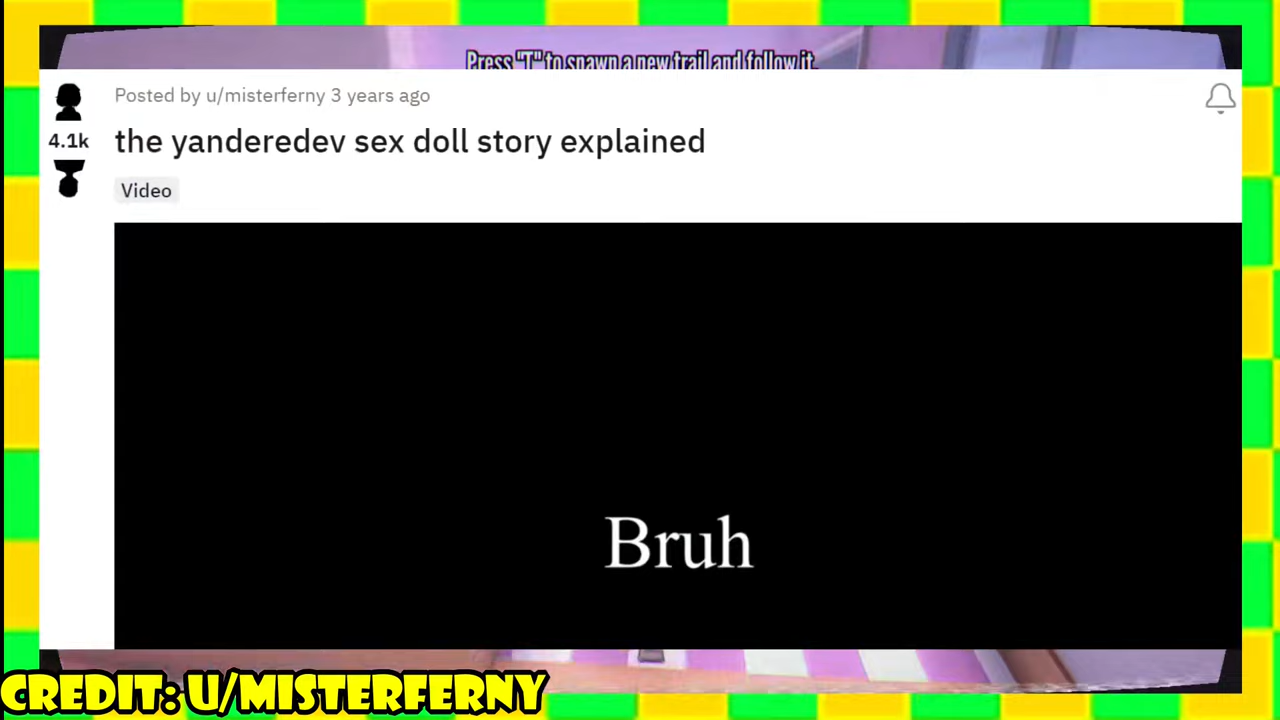 Press "T" to spawn a new trail and follow it.
Posted by u/misterferny 3 years ago
4.1k
the yanderedev sex doll story explained
Video
Bruh
CREDIT: U/MISTERFERNY